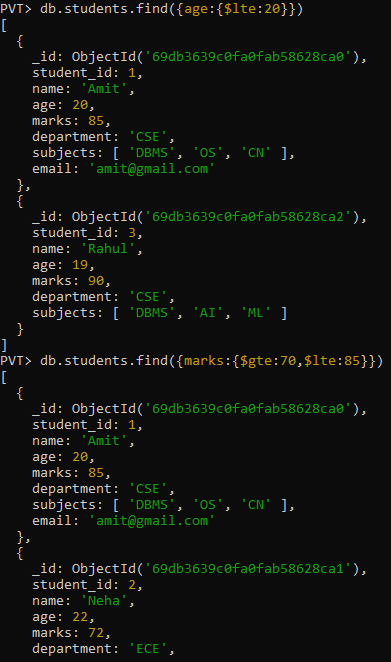 PVT> db.students.find({age:{$lte:20}})
[
  {
    _id: ObjectId('69db3639c0fa0fab58628ca0'),
    student_id: 1,
    name: 'Amit',
    age: 20,
    marks: 85,
    department: 'CSE',
    subjects: [ 'DBMS', 'OS', 'CN' ],
    email: 'amit@gmail.com'
  },
  {
    _id: ObjectId('69db3639c0fa0fab58628ca2'),
    student_id: 3,
    name: 'Rahul',
    age: 19,
    marks: 90,
    department: 'CSE',
    subjects: [ 'DBMS', 'AI', 'ML' ]
  }
]
PVT> db.students.find({marks:{$gte:70,$lte:85}})
[
  {
    _id: ObjectId('69db3639c0fa0fab58628ca0'),
    student_id: 1,
    name: 'Amit',
    age: 20,
    marks: 85,
    department: 'CSE',
    subjects: [ 'DBMS', 'OS', 'CN' ],
    email: 'amit@gmail.com'
  },
  {
    _id: ObjectId('69db3639c0fa0fab58628ca1'),
    student_id: 2,
    name: 'Neha',
    age: 22,
    marks: 72,
    department: 'ECE',